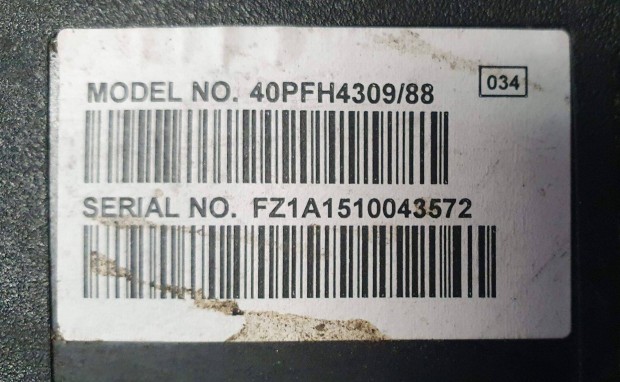 034
MODEL NO. 40PFH4309/88
SERIAL NO. FZ1A1510043572